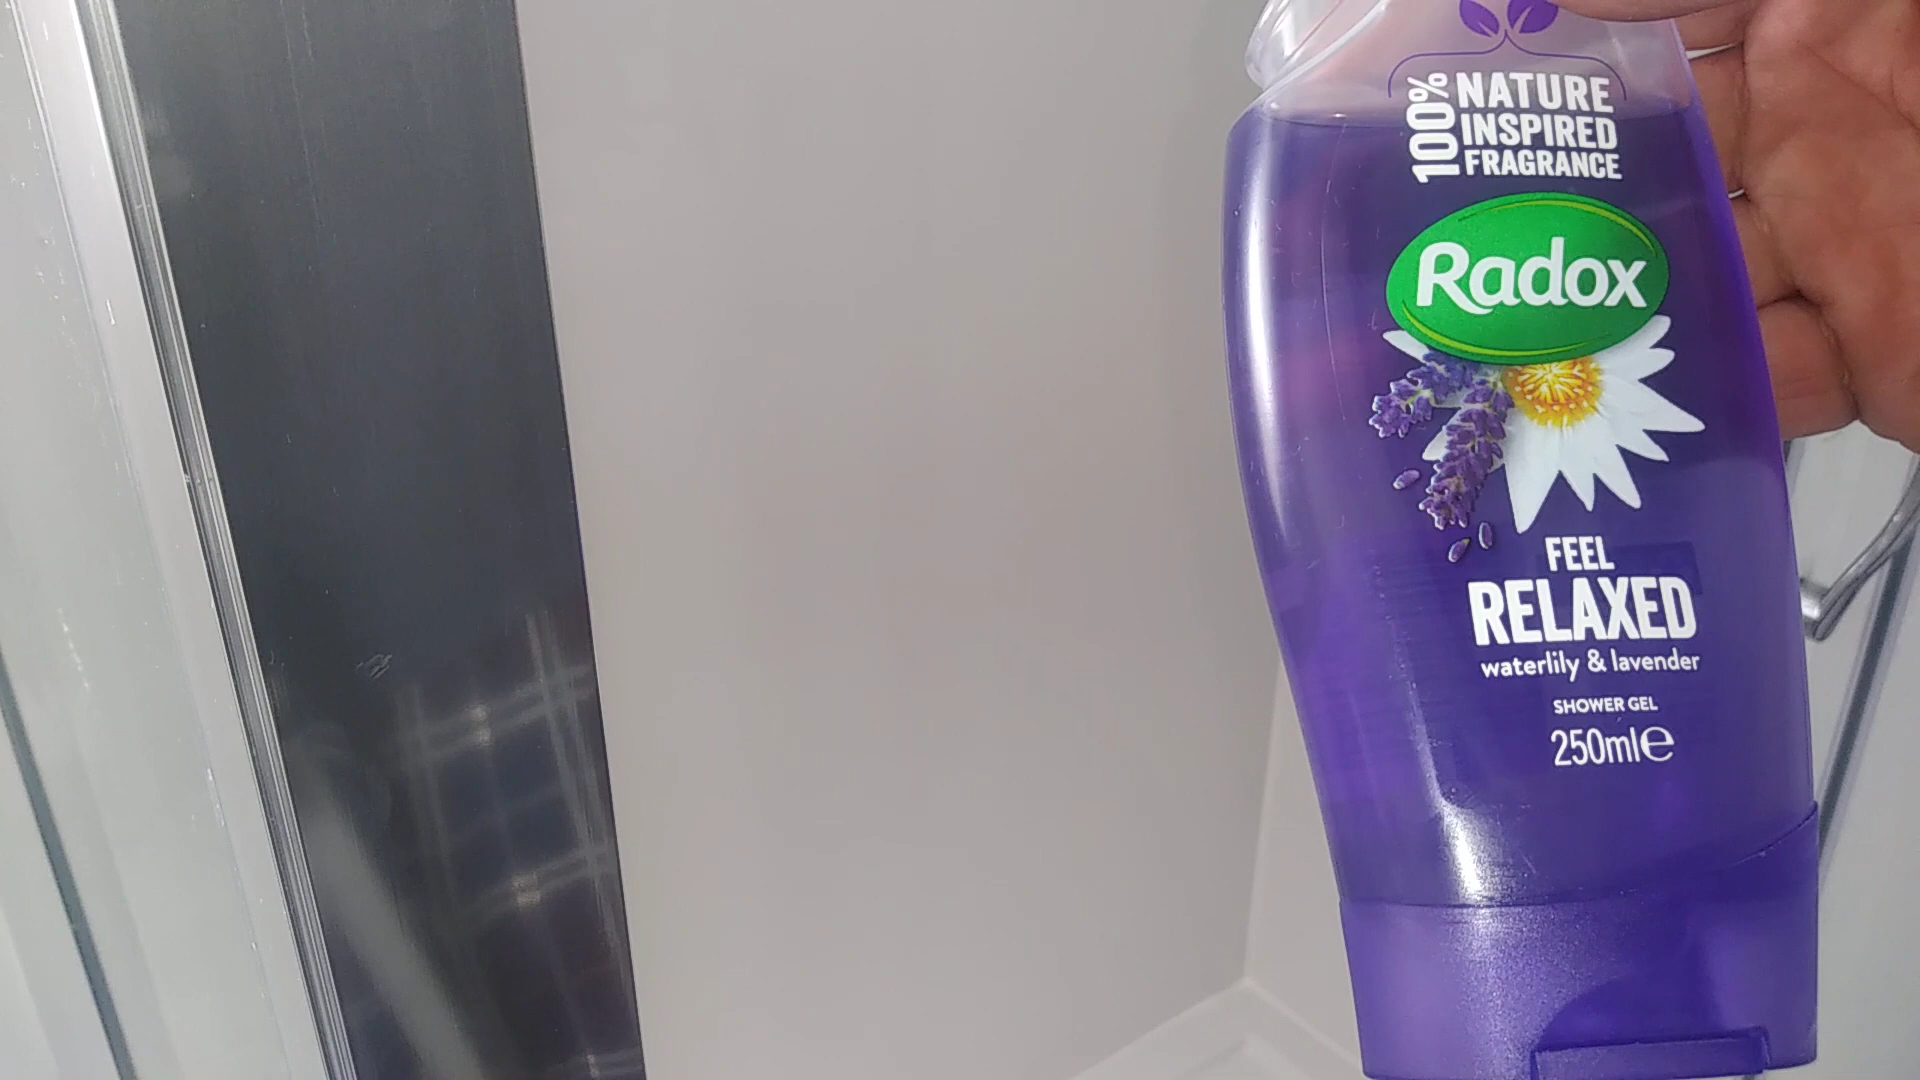 100% NATURE
INSPIRED
FRAGRANCE
Radox
FEEL
RELAXED
waterlily & lavender
SHOWER GEL
250ml℮